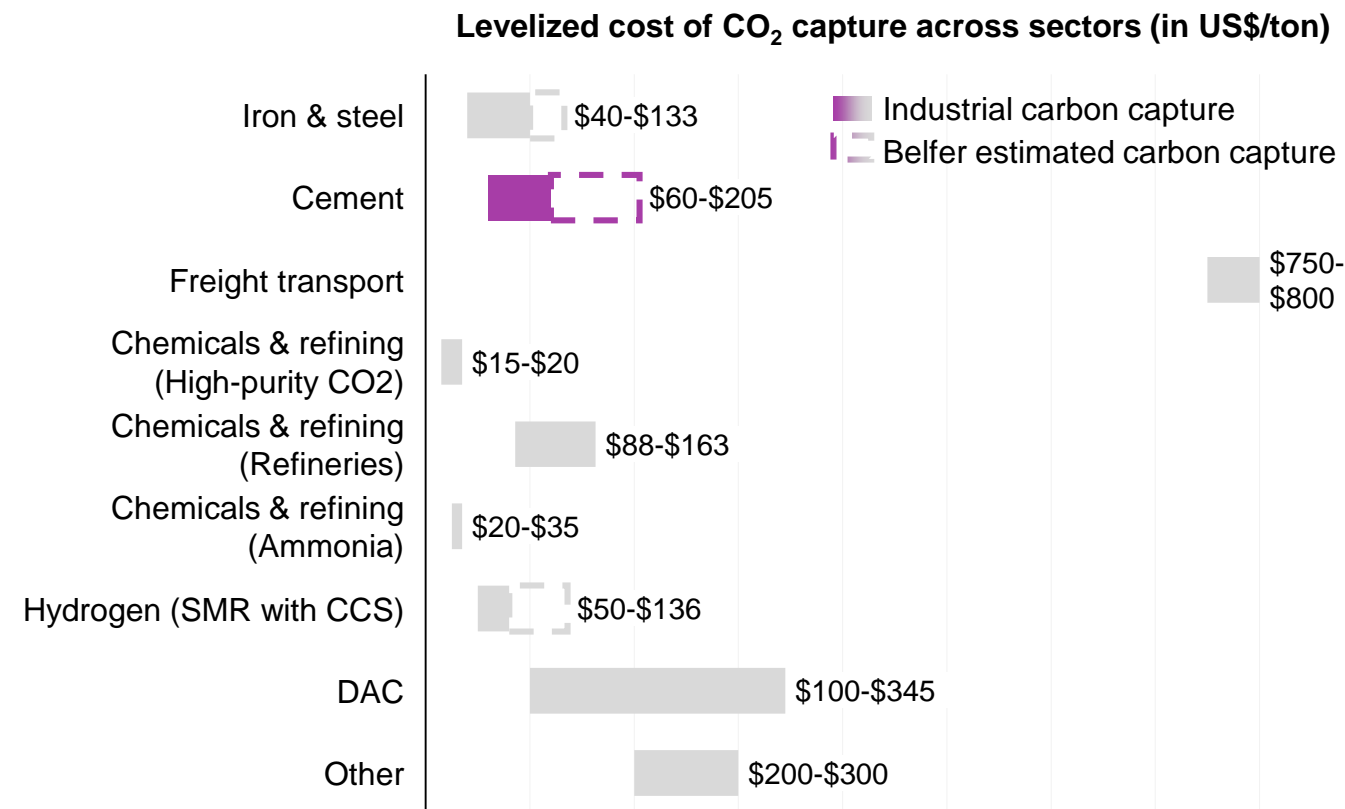 Levelized cost of CO₂ capture across sectors (in US$/ton)
Industrial carbon capture
Belfer estimated carbon capture
Iron & steel
$40-$133
Cement
$60-$205
Freight transport
$750-
$800
Chemicals & refining
(High-purity CO2)
$15-$20
Chemicals & refining
(Refineries)
$88-$163
Chemicals & refining
(Ammonia)
$20-$35
Hydrogen (SMR with CCS)
$50-$136
DAC
$100-$345
Other
$200-$300